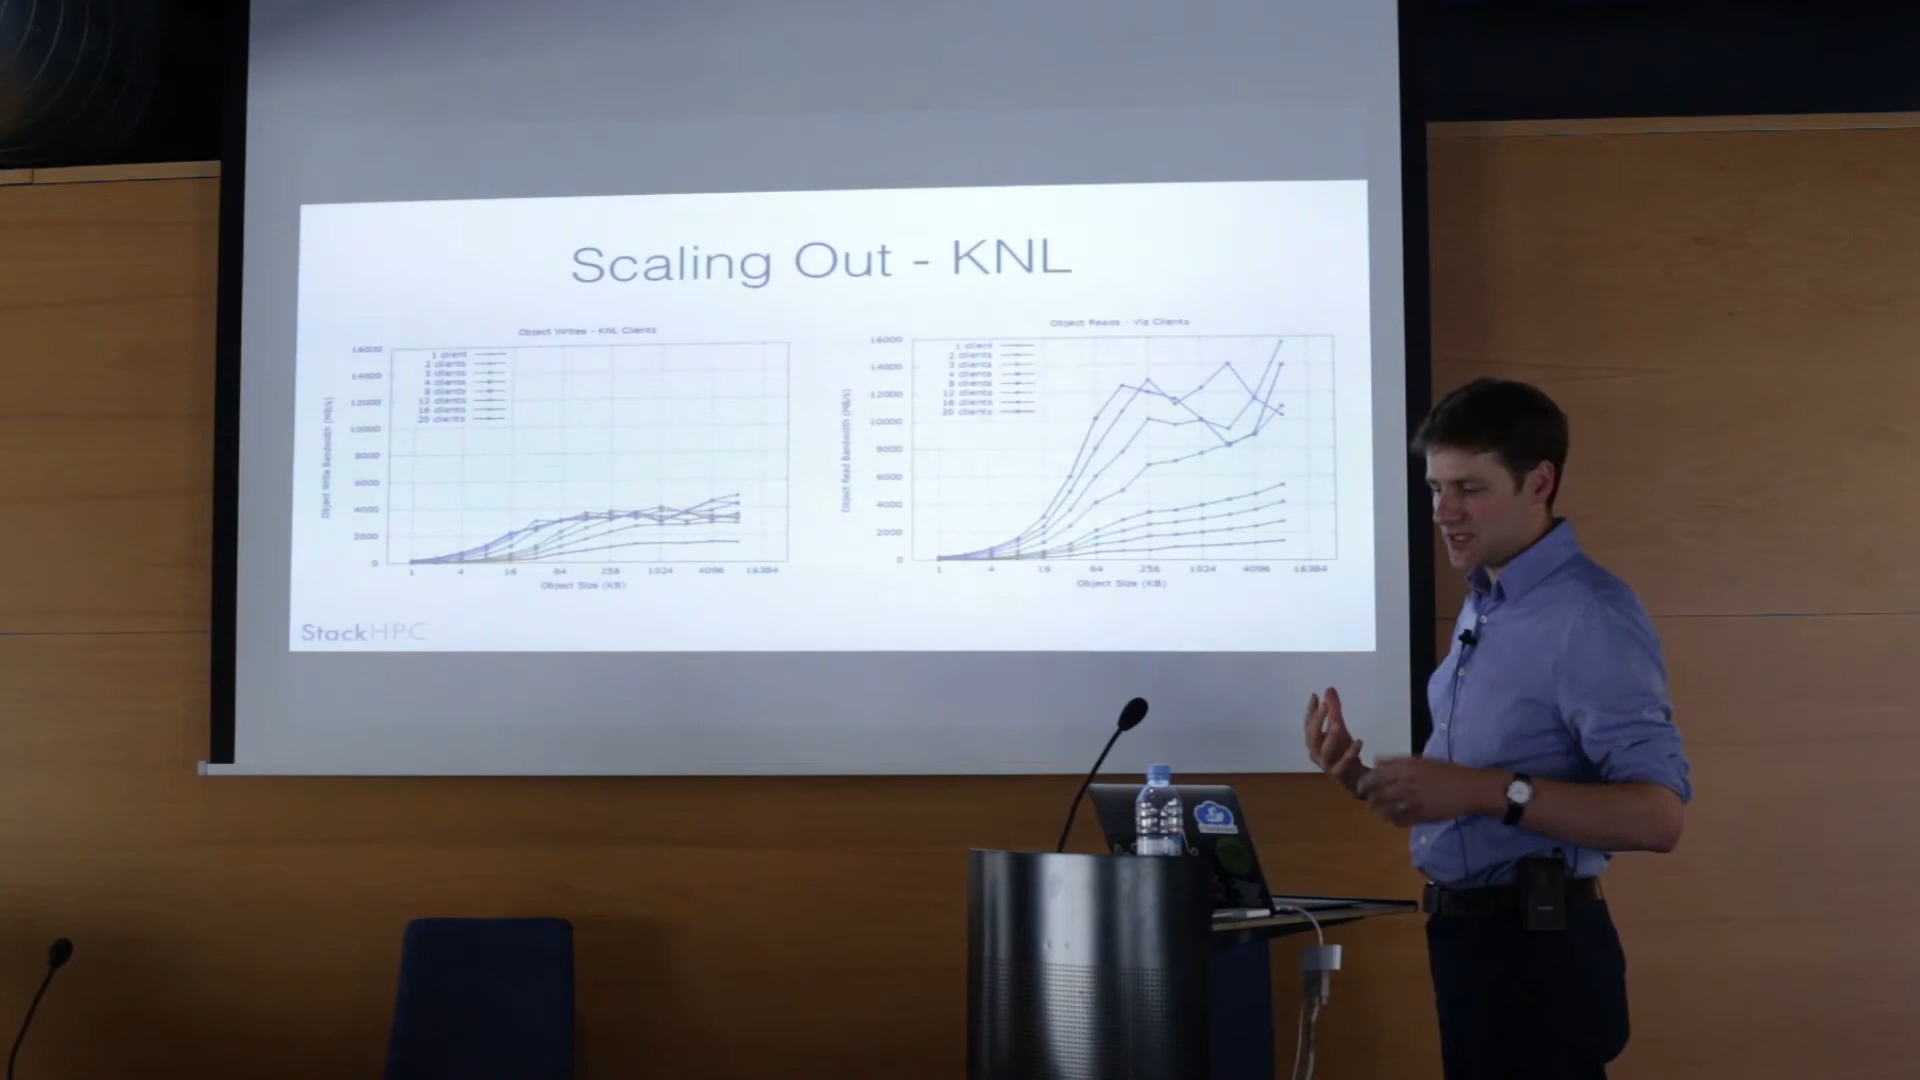 Scaling Out - KNL
Object Writes - KNL Clients
16000
14000
12000
10000
8000
6000
4000
2000
0
1 client
2 clients
3 clients
4 clients
8 clients
12 clients
16 clients
20 clients
Object Write Bandwidth (MB/s)
1 4 16 64 256 1024 4096 16384
Object Size (KB)
Object Reads - Viz Clients
16000
14000
12000
10000
8000
6000
4000
2000
0
1 client
2 clients
3 clients
4 clients
8 clients
12 clients
16 clients
20 clients
Object Read Bandwidth (MB/s)
1 4 16 64 256 1024 4096 16384
Object Size (KB)
StackHPC